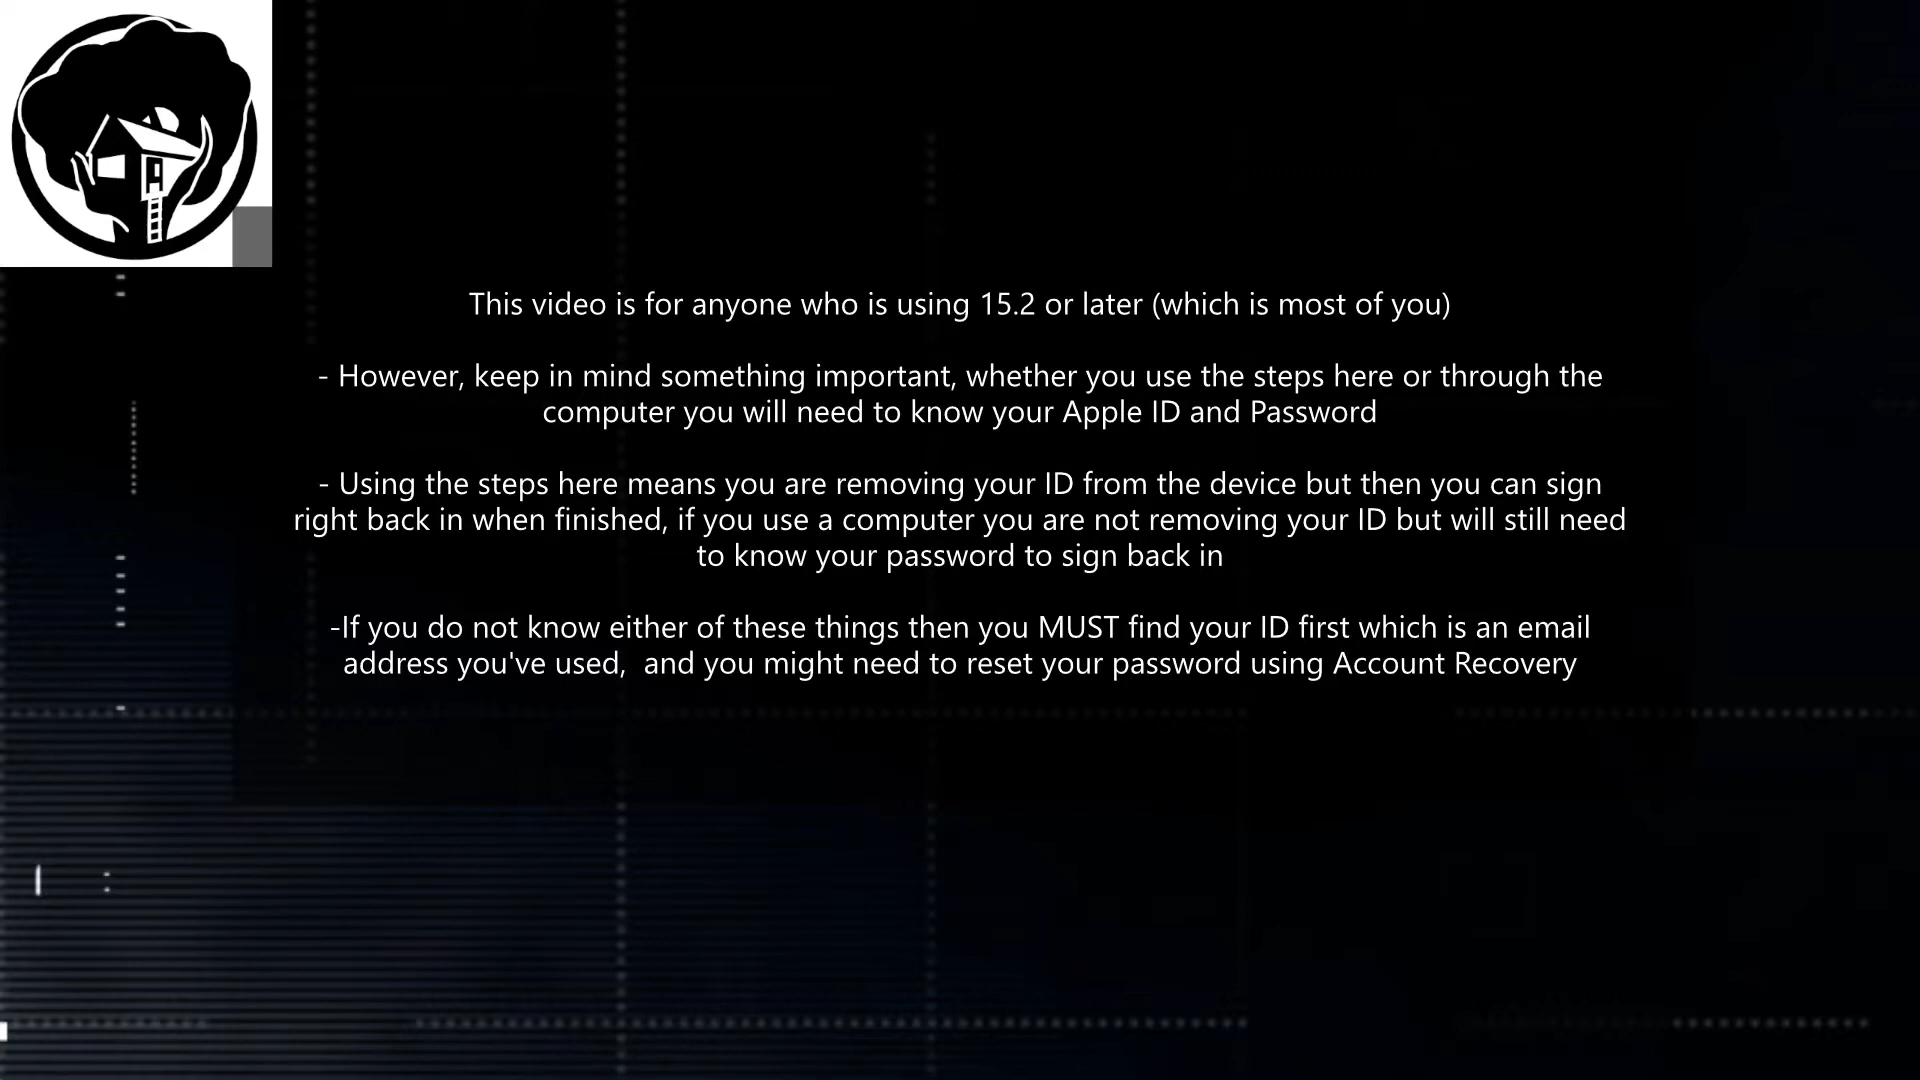 This video is for anyone who is using 15.2 or later (which is most of you)
- However, keep in mind something important, whether you use the steps here or through the
computer you will need to know your Apple ID and Password
- Using the steps here means you are removing your ID from the device but then you can sign
right back in when finished, if you use a computer you are not removing your ID but will still need
to know your password to sign back in
-If you do not know either of these things then you MUST find your ID first which is an email
address you've used,  and you might need to reset your password using Account Recovery